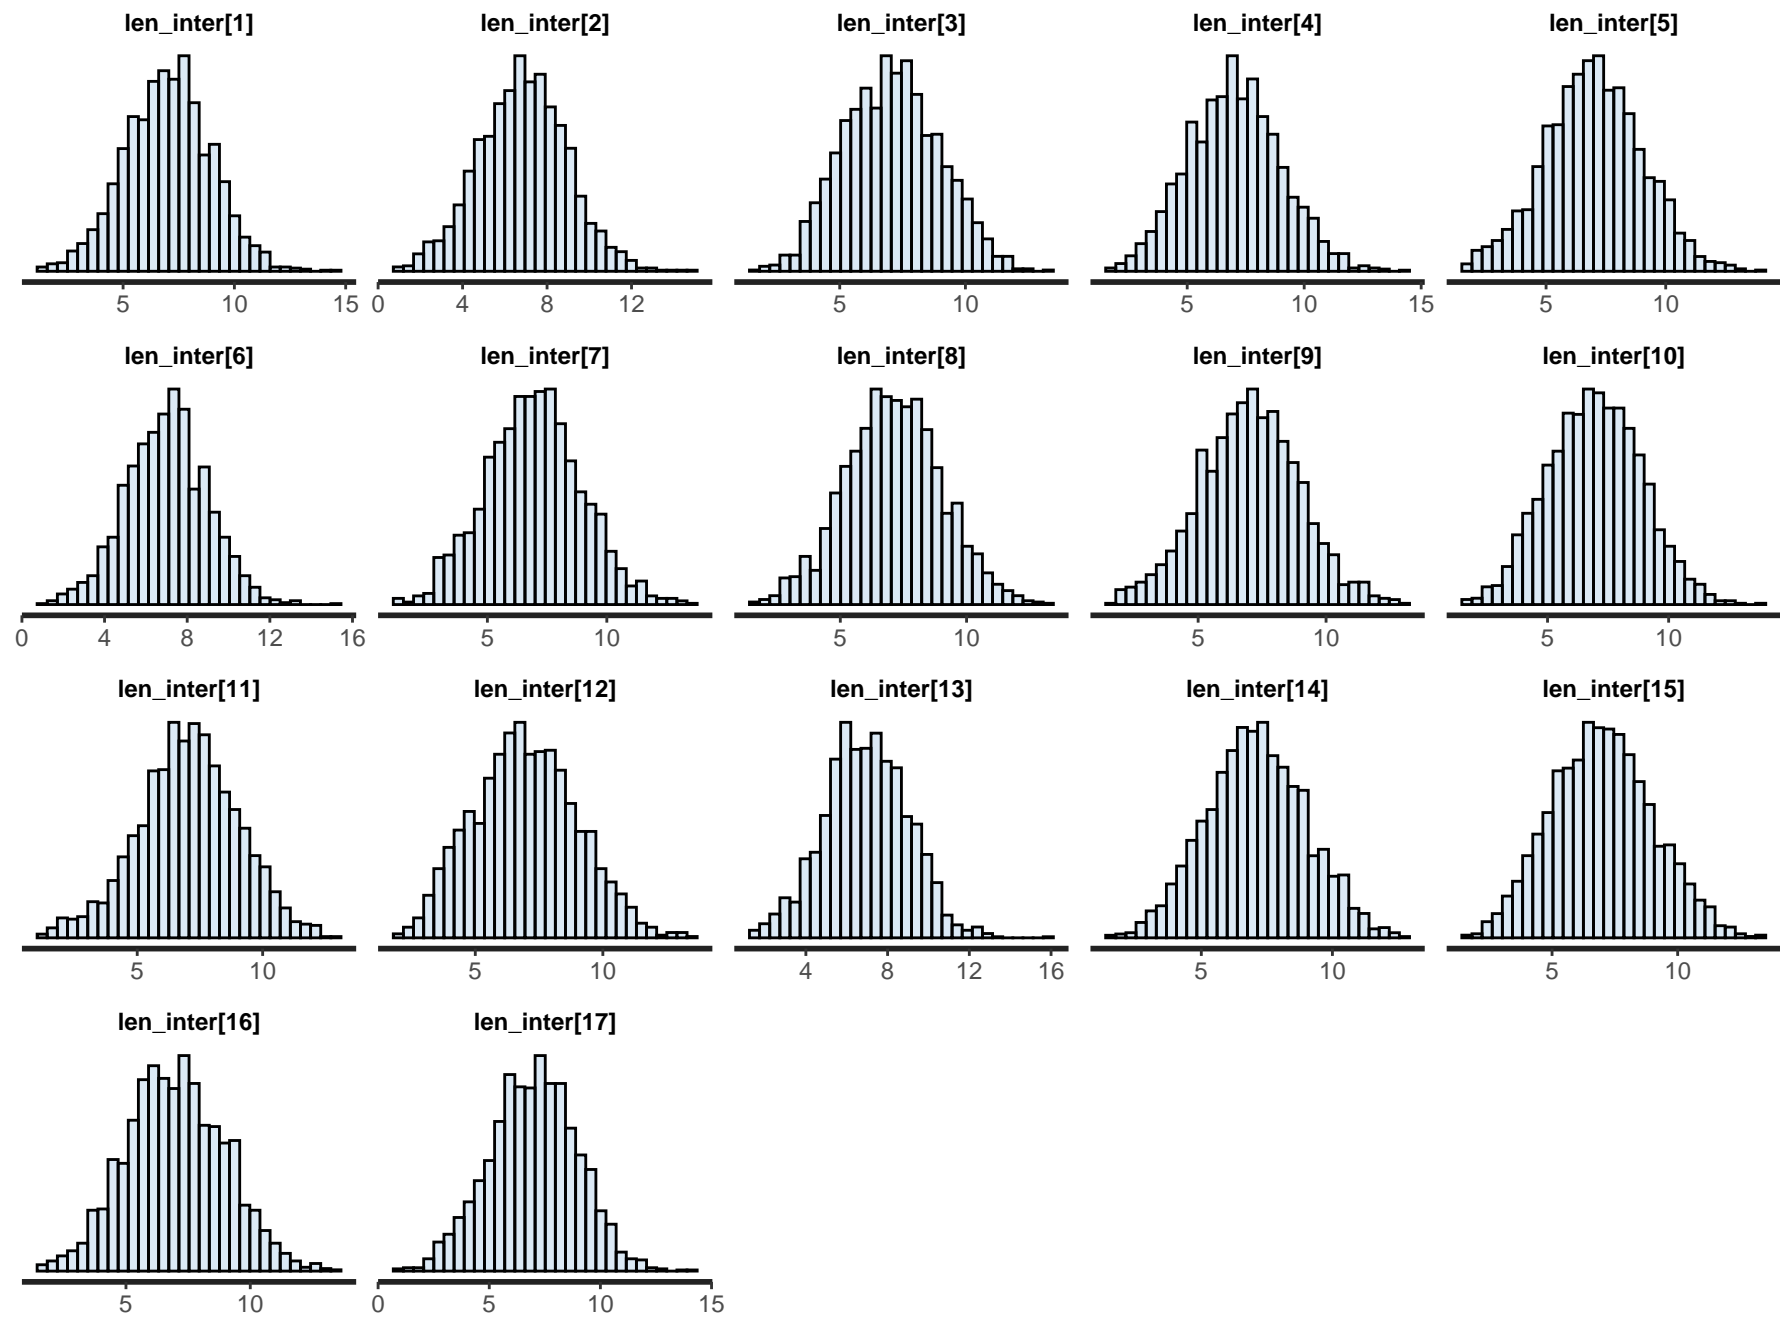 len_inter[1] len_inter[2] len_inter[3] len_inter[4] len_inter[5]
5 10 15 0 4 8 12 5 10 5 10 15 5 10
len_inter[6] len_inter[7] len_inter[8] len_inter[9] len_inter[10]
0 4 8 12 16 5 10 5 10 5 10 5 10
len_inter[11] len_inter[12] len_inter[13] len_inter[14] len_inter[15]
5 10 5 10 4 8 12 16 5 10 5 10
len_inter[16] len_inter[17]
5 10 0 5 10 15